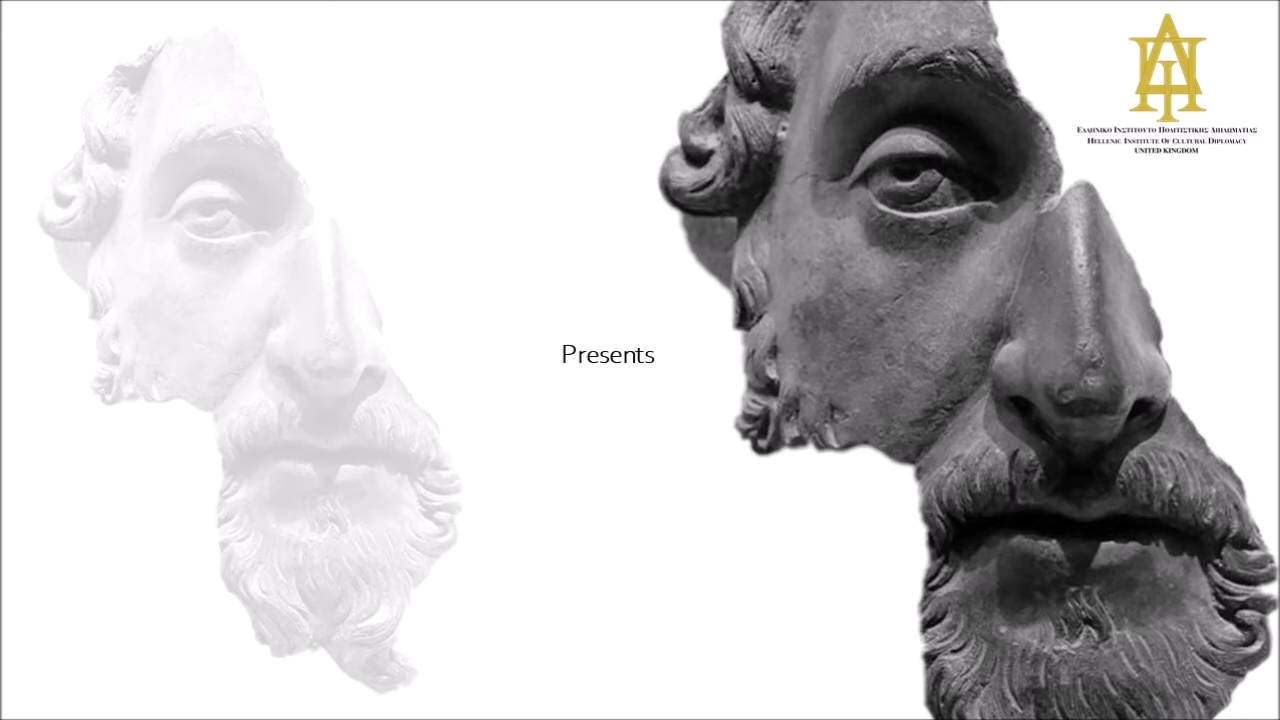 ΕΛΛΗΝΙΚΟ ΙΝΣΤΙΤΟΥΤΟ ΠΟΛΙΤΙΣΤΙΚΗΣ ΔΙΠΛΩΜΑΤΙΑΣ
HELLENIC INSTITUTE OF CULTURAL DIPLOMACY
UNITED KINGDOM
Presents